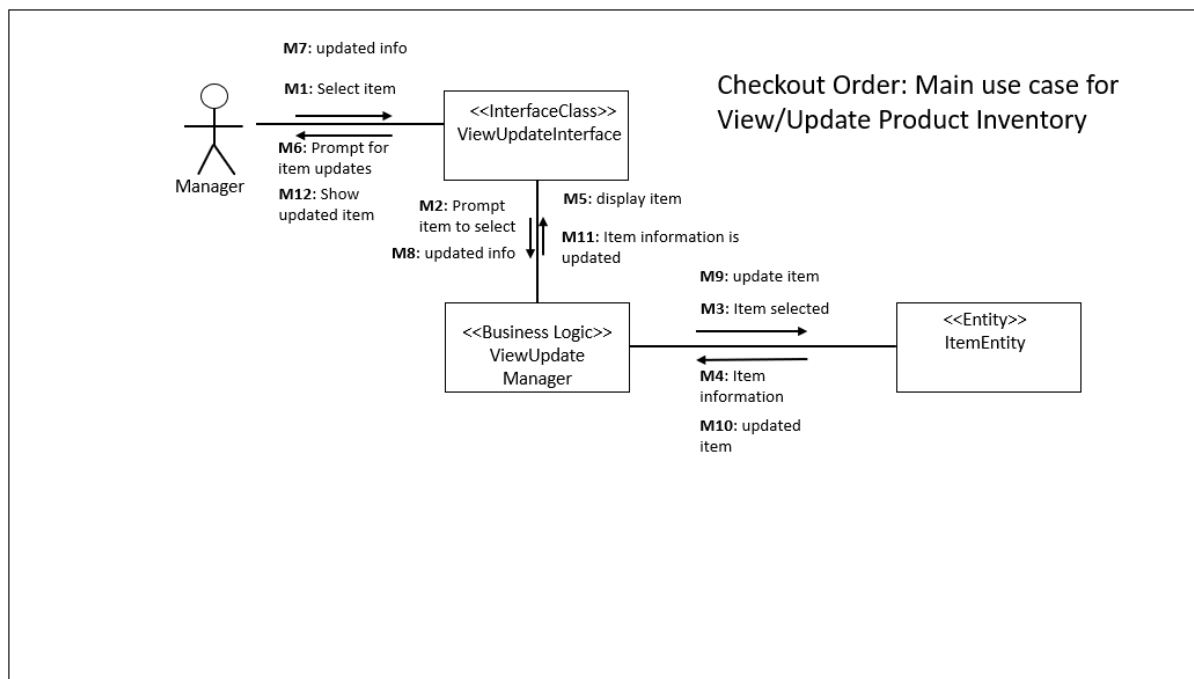 M7: updated info
M1: Select item
Checkout Order: Main use case for
View/Update Product Inventory
<<InterfaceClass>>
ViewUpdateInterface
M6: Prompt for
item updates
Manager
M12: Show
updated item
M2: Prompt
item to select
M8: updated info
M5: display item
M11: Item information is
updated
M9: update item
M3: Item selected
<<Business Logic>>
ViewUpdate
Manager
<<Entity>>
ItemEntity
M4: Item
information
M10: updated
item